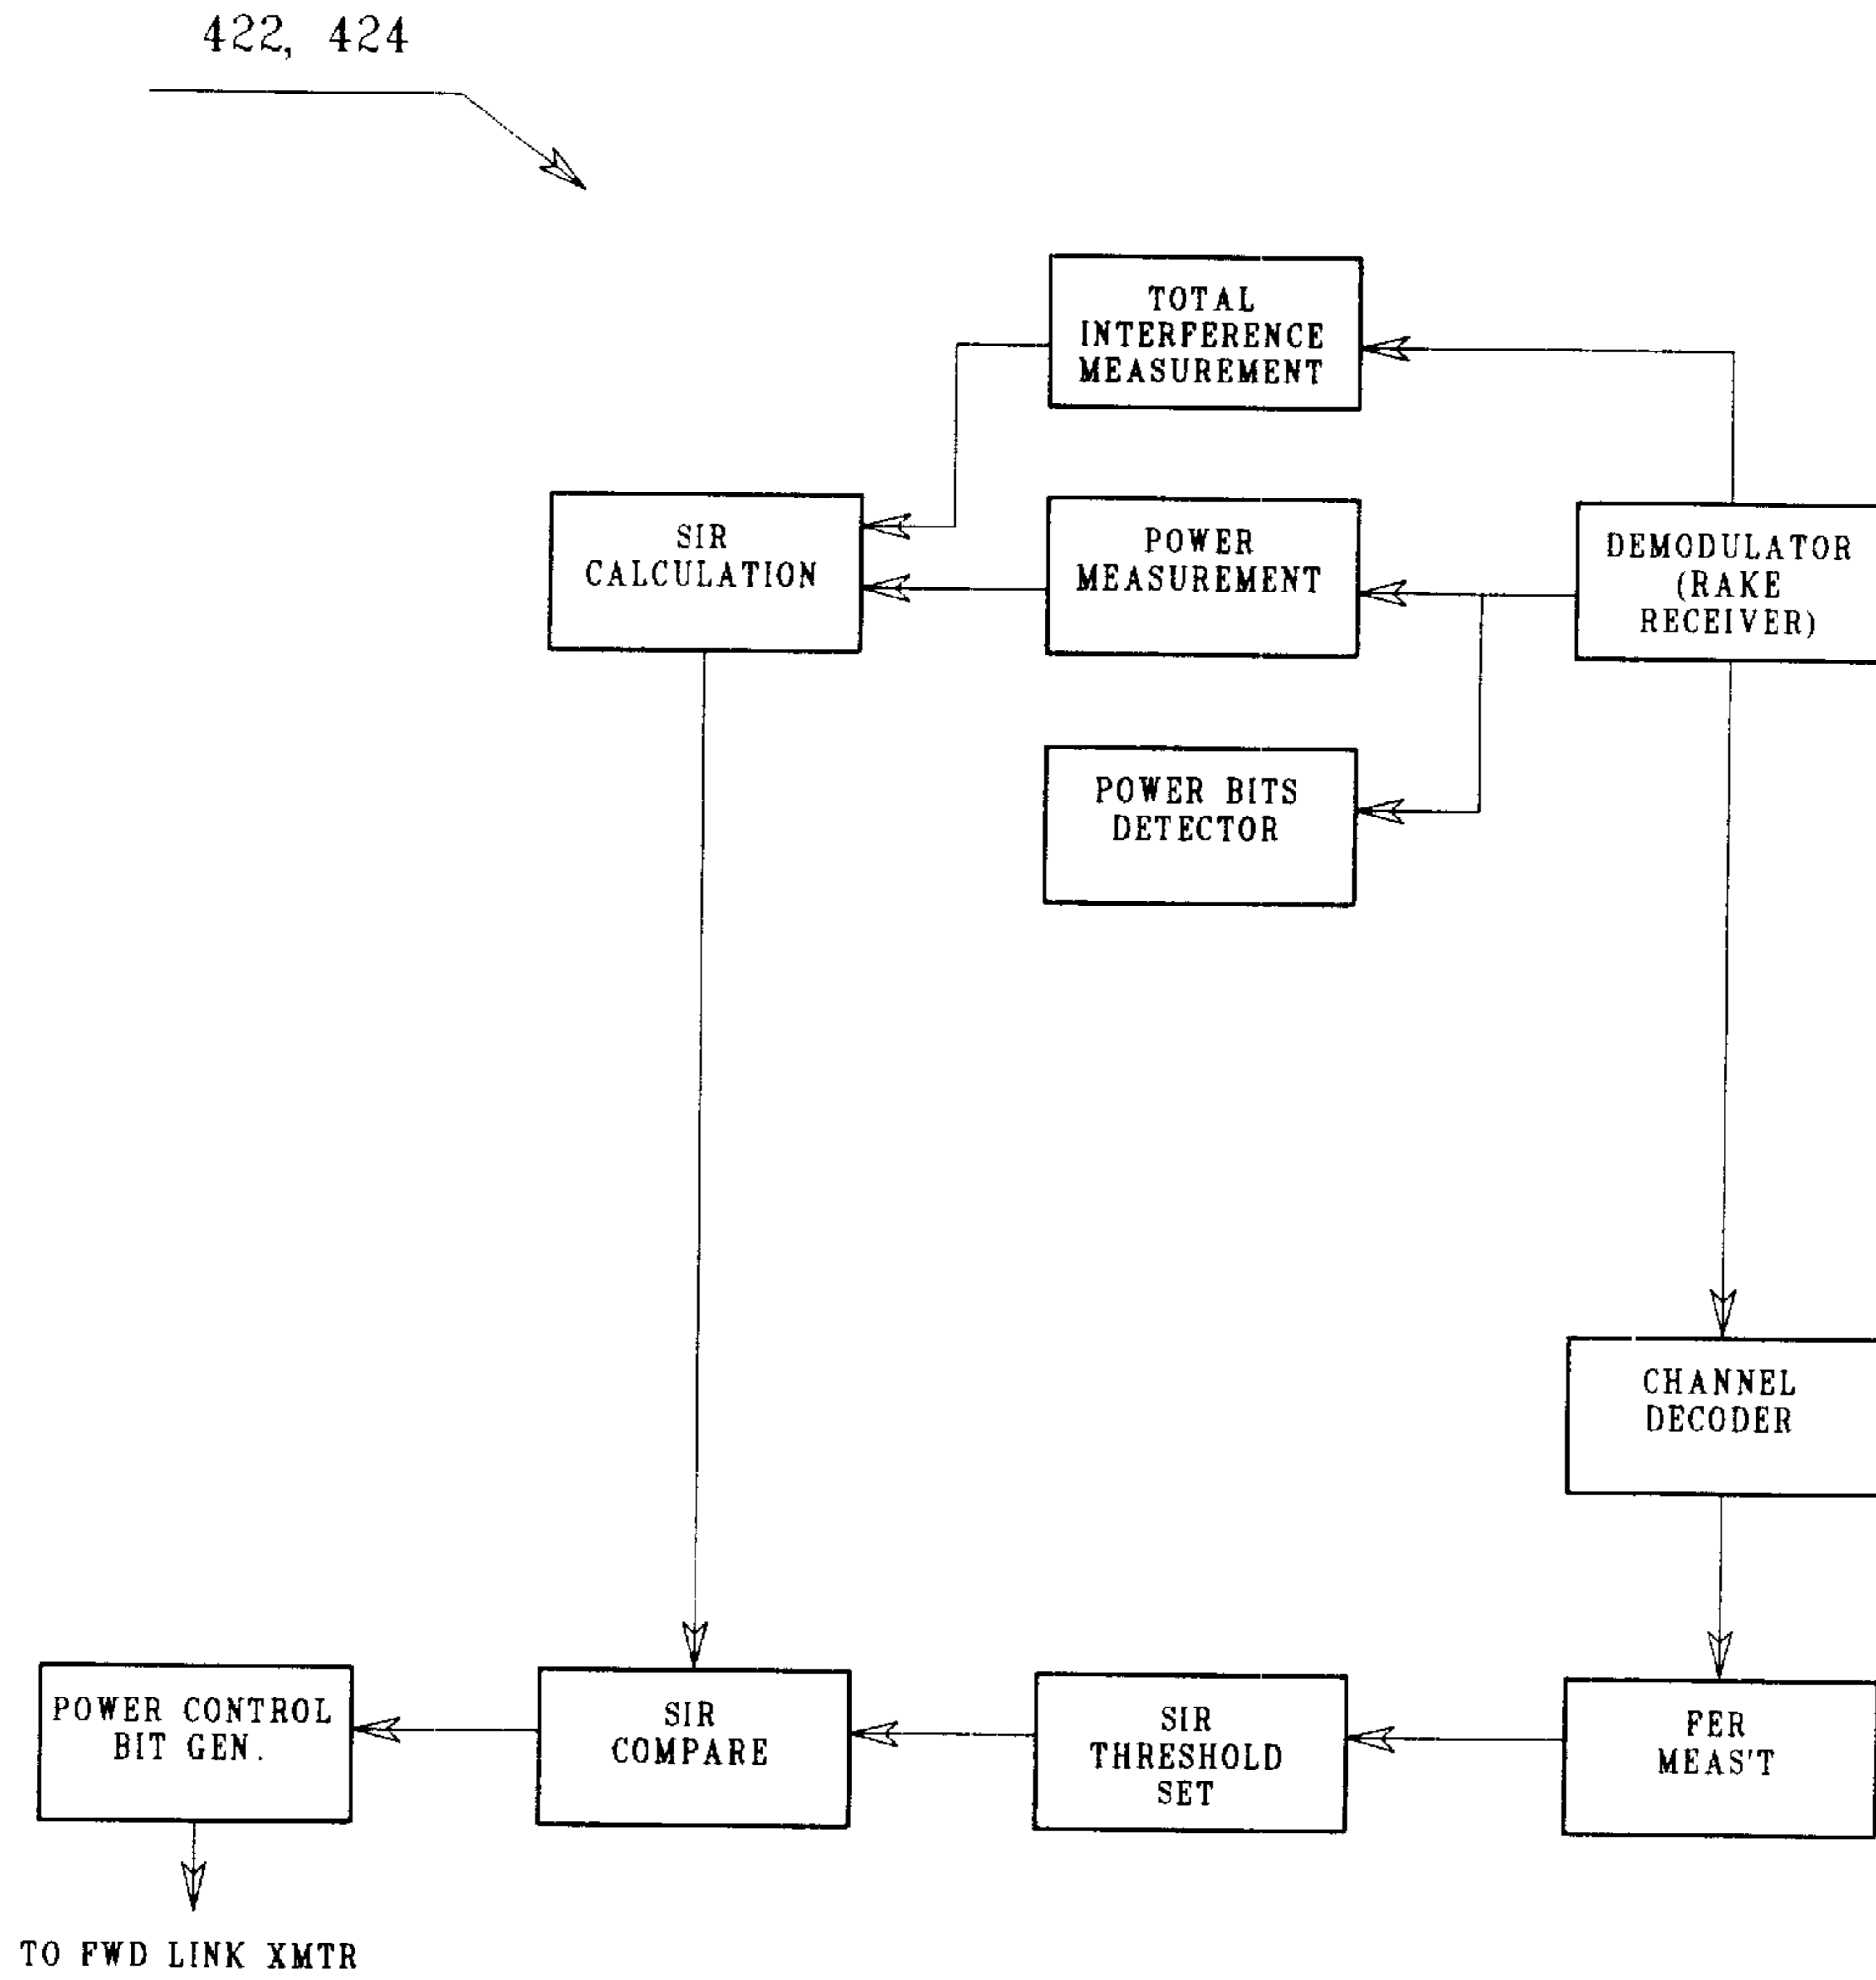 422, 424
TOTAL
INTERFERENCE
MEASUREMENT
SIR
CALCULATION
POWER
MEASUREMENT
DEMODULATOR
(RAKE
RECEIVER)
POWER BITS
DETECTOR
CHANNEL
DECODER
POWER CONTROL
BIT GEN.
SIR
COMPARE
SIR
THRESHOLD
SET
FER
MEAS'T
TO FWD LINK XMTR